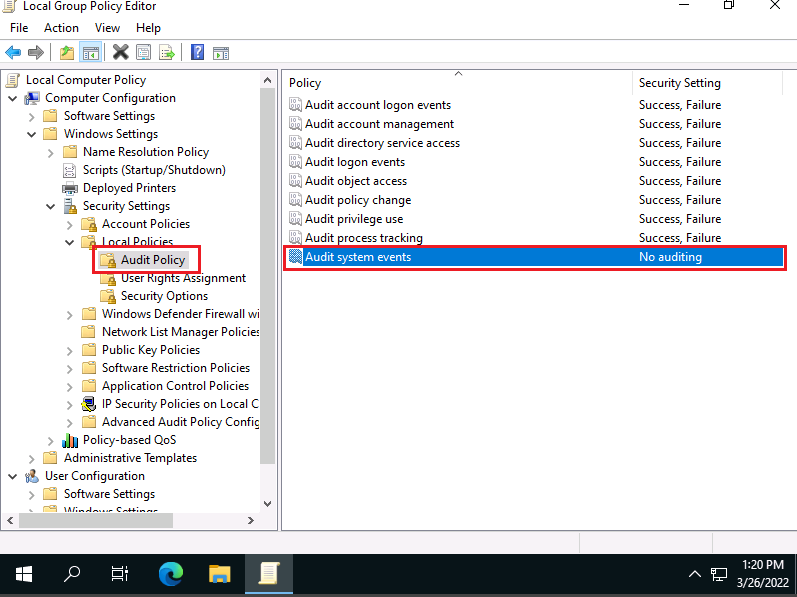 Local Group Policy Editor
File Action View Help
Local Computer Policy
Computer Configuration
Software Settings
Windows Settings
Name Resolution Policy
Scripts (Startup/Shutdown)
Deployed Printers
Security Settings
Account Policies
Local Policies
Audit Policy
User Rights Assignment
Security Options
Windows Defender Firewall wi
Network List Manager Policies
Public Key Policies
Software Restriction Policies
Application Control Policies
IP Security Policies on Local C
Advanced Audit Policy Config
Policy-based QoS
Administrative Templates
User Configuration
Software Settings
Windows Settings
Policy Security Setting
Audit account logon events Success, Failure
Audit account management Success, Failure
Audit directory service access Success, Failure
Audit logon events Success, Failure
Audit object access Success, Failure
Audit policy change Success, Failure
Audit privilege use Success, Failure
Audit process tracking Success, Failure
Audit system events No auditing
1:20 PM
3/26/2022